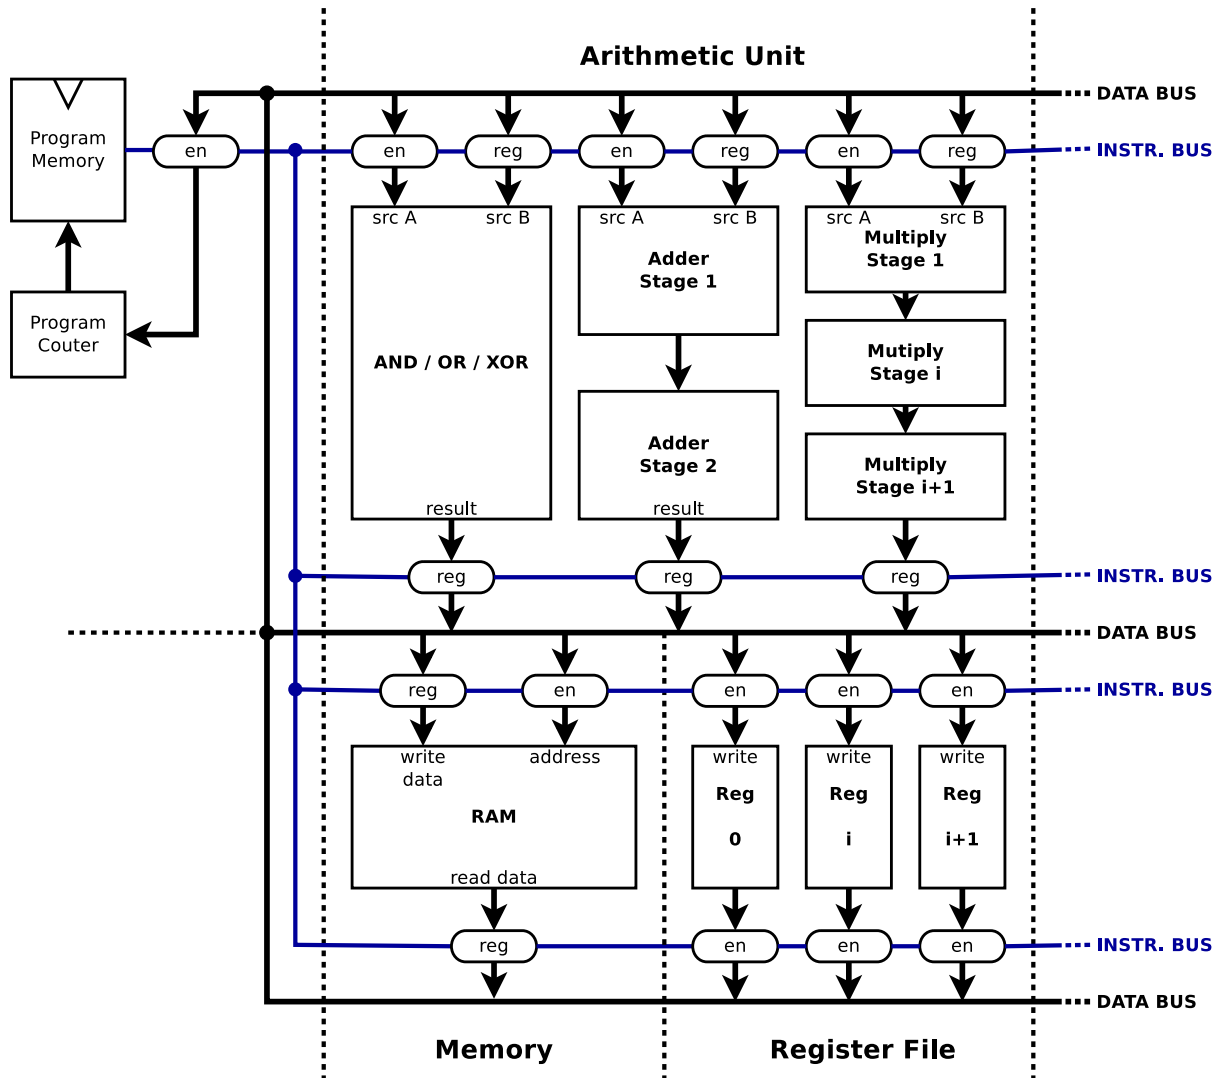 Arithmetic Unit
DATA BUS
Program
Memory
en
en
reg
en
reg
en
reg
INSTR. BUS
src A
src B
src A
src B
src A
src B
Adder
Stage 1
Multiply
Stage 1
Program
Couter
AND / OR / XOR
Mutiply
Stage i
Adder
Stage 2
Multiply
Stage i+1
result
result
reg
reg
reg
INSTR. BUS
DATA BUS
reg
en
en
en
en
INSTR. BUS
write
data
address
write
write
write
RAM
Reg
0
Reg
i
Reg
i+1
read data
reg
en
en
en
INSTR. BUS
DATA BUS
Memory
Register File